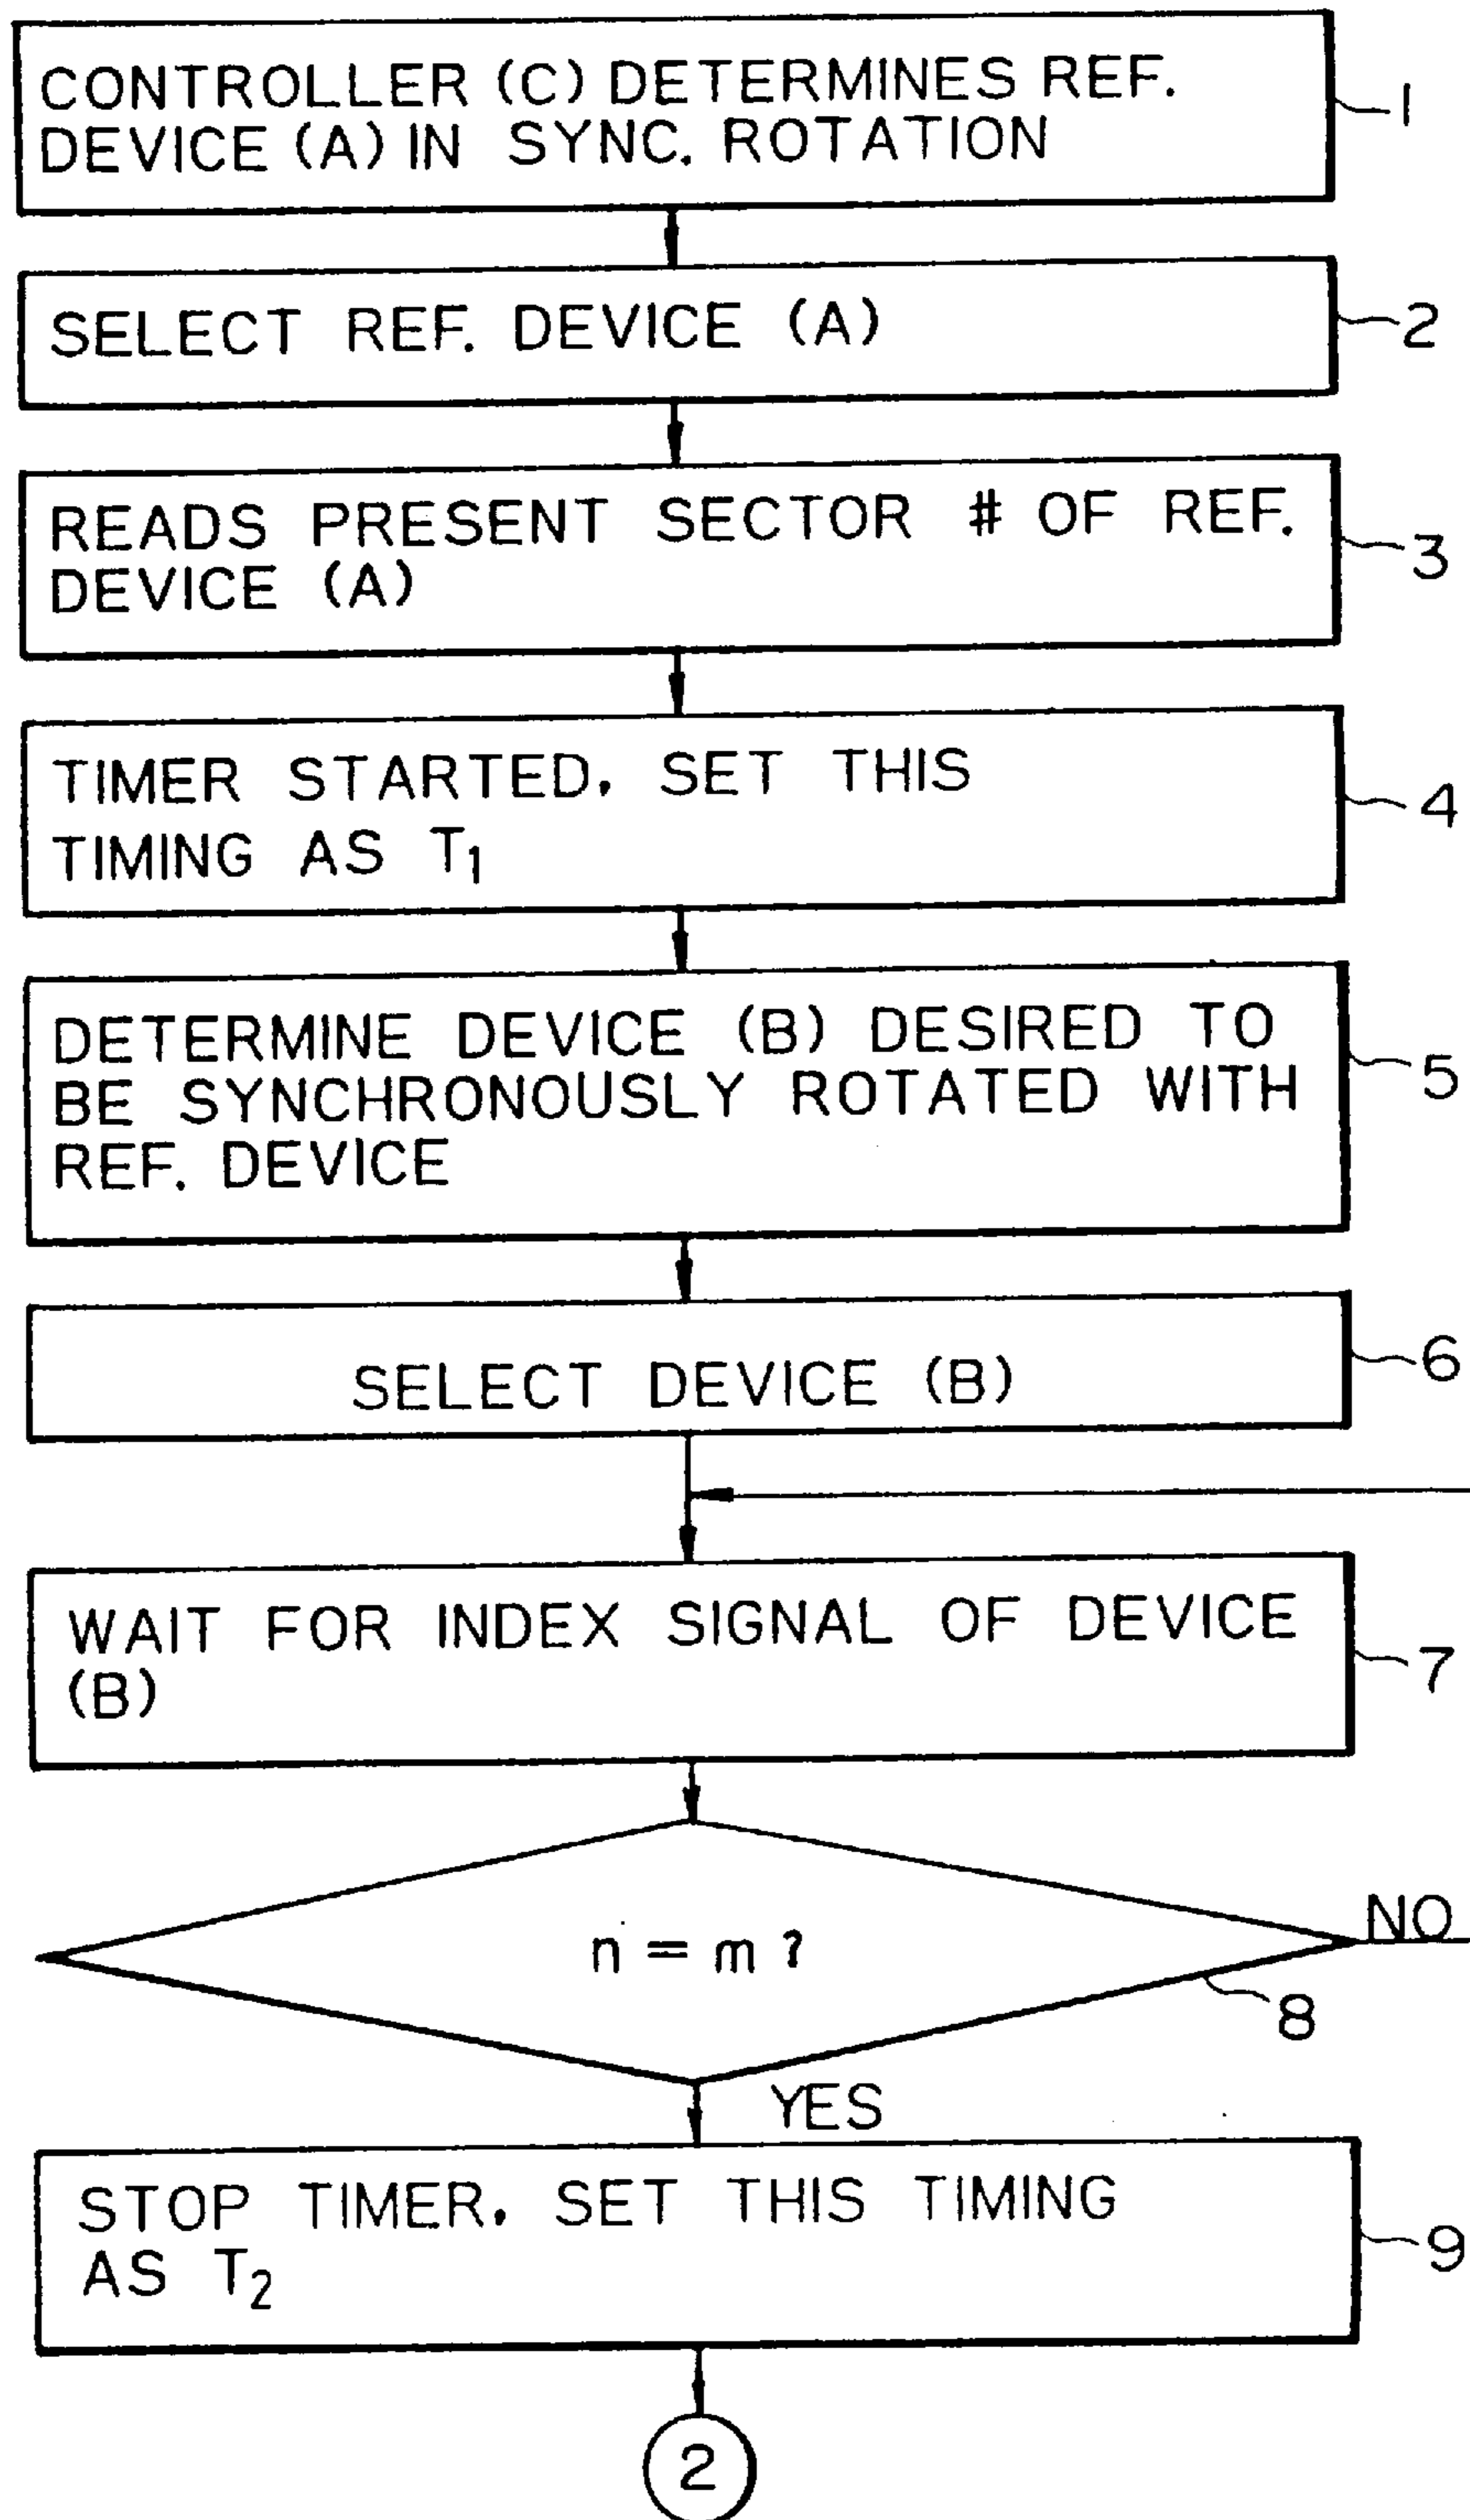 CONTROLLER (C) DETERMINES REF.
DEVICE (A) IN SYNC. ROTATION
1
SELECT REF. DEVICE (A)
2
READS PRESENT SECTOR # OF REF.
DEVICE (A)
3
TIMER STARTED, SET THIS
TIMING AS T1
4
DETERMINE DEVICE (B) DESIRED TO
BE SYNCHRONOUSLY ROTATED WITH
REF. DEVICE
5
SELECT DEVICE (B)
6
WAIT FOR INDEX SIGNAL OF DEVICE
(B)
7
n = m ?
NO
8
YES
STOP TIMER, SET THIS TIMING
AS T2
9
2